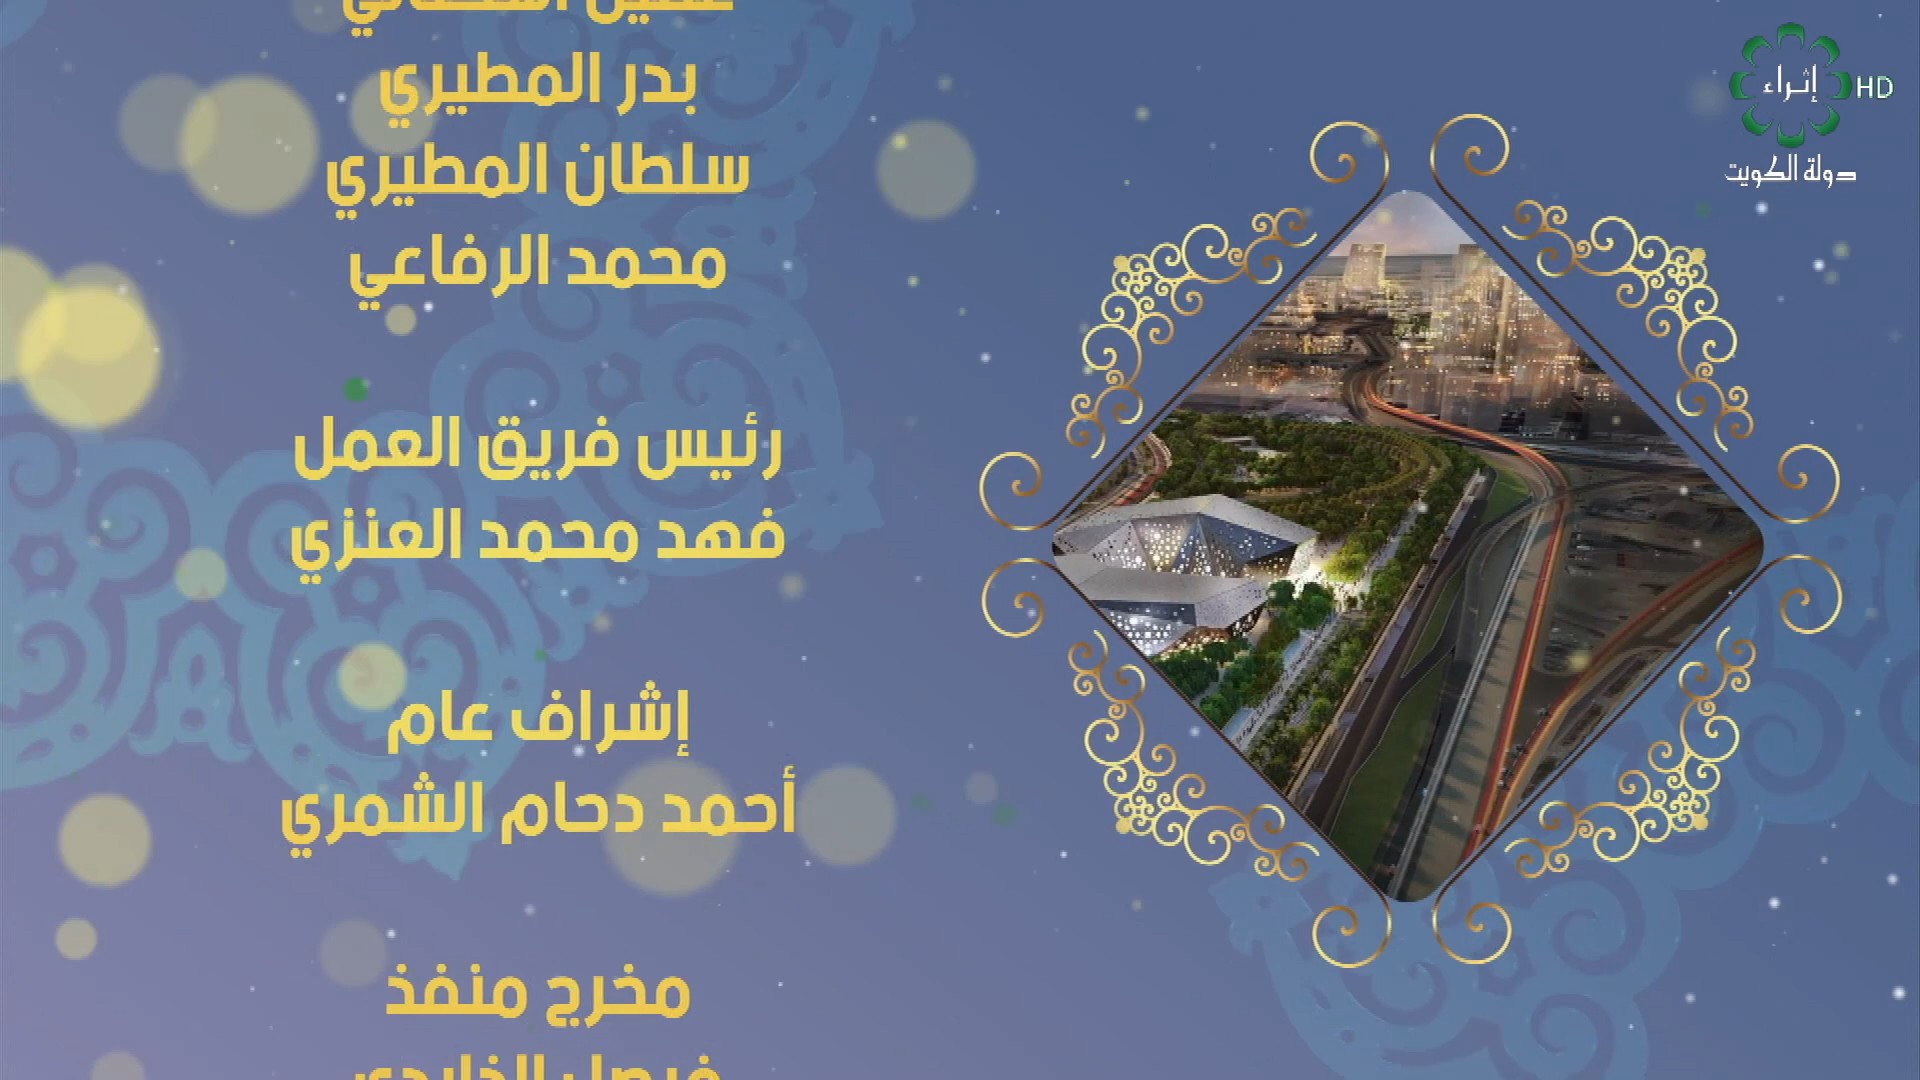 بدر المطيري
سلطان المطيري
محمد الرفاعي
رئيس فريق العمل
فهد محمد العنزي
إشراف عام
أحمد دحام الشمري
مخرج منفذ
إثراء HD
دولة الكويت